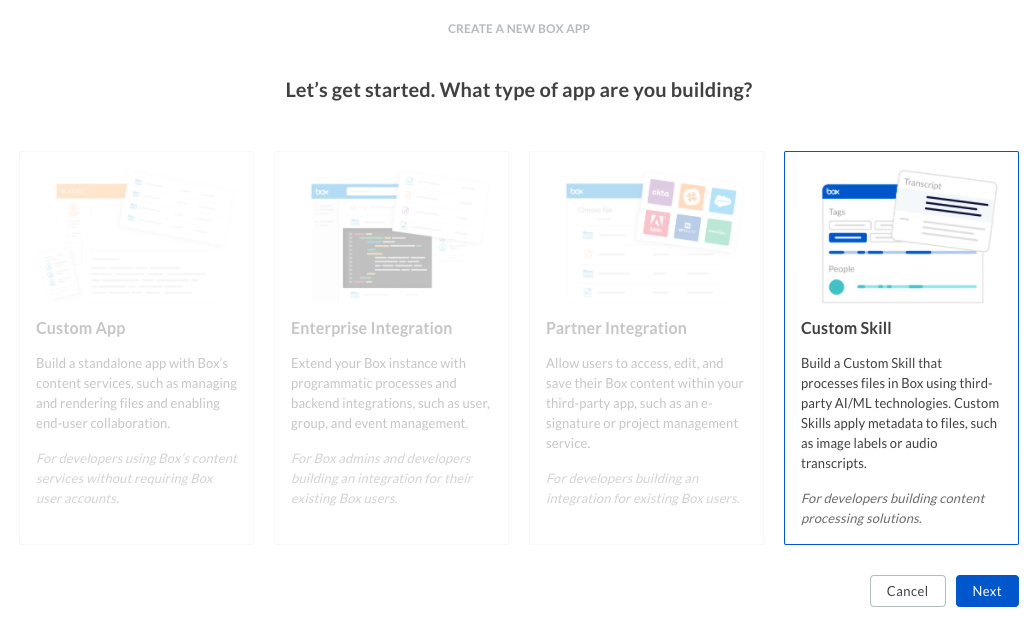 CREATE A NEW BOX APP
Let's get started. What type of app are you building?
box
box
box
Transcript
Choose File
okta
Tags
People
Custom App
Build a standalone app with Box's
content services, such as managing
and rendering files and enabling
end-user collaboration.
For developers using Box's content
services without requiring Box
user accounts.
Enterprise Integration
Extend your Box instance with
programmatic processes and
backend integrations, such as user,
group, and event management.
For Box admins and developers
building an integration for their
existing Box users.
Partner Integration
Allow users to access, edit, and
save their Box content within your
third-party app, such as an e-
signature or project management
service.
For developers building an
integration for existing Box users.
Custom Skill
Build a Custom Skill that
processes files in Box using third-
party AI/ML technologies. Custom
Skills apply metadata to files, such
as image labels or audio
transcripts.
For developers building content
processing solutions.
Cancel
Next